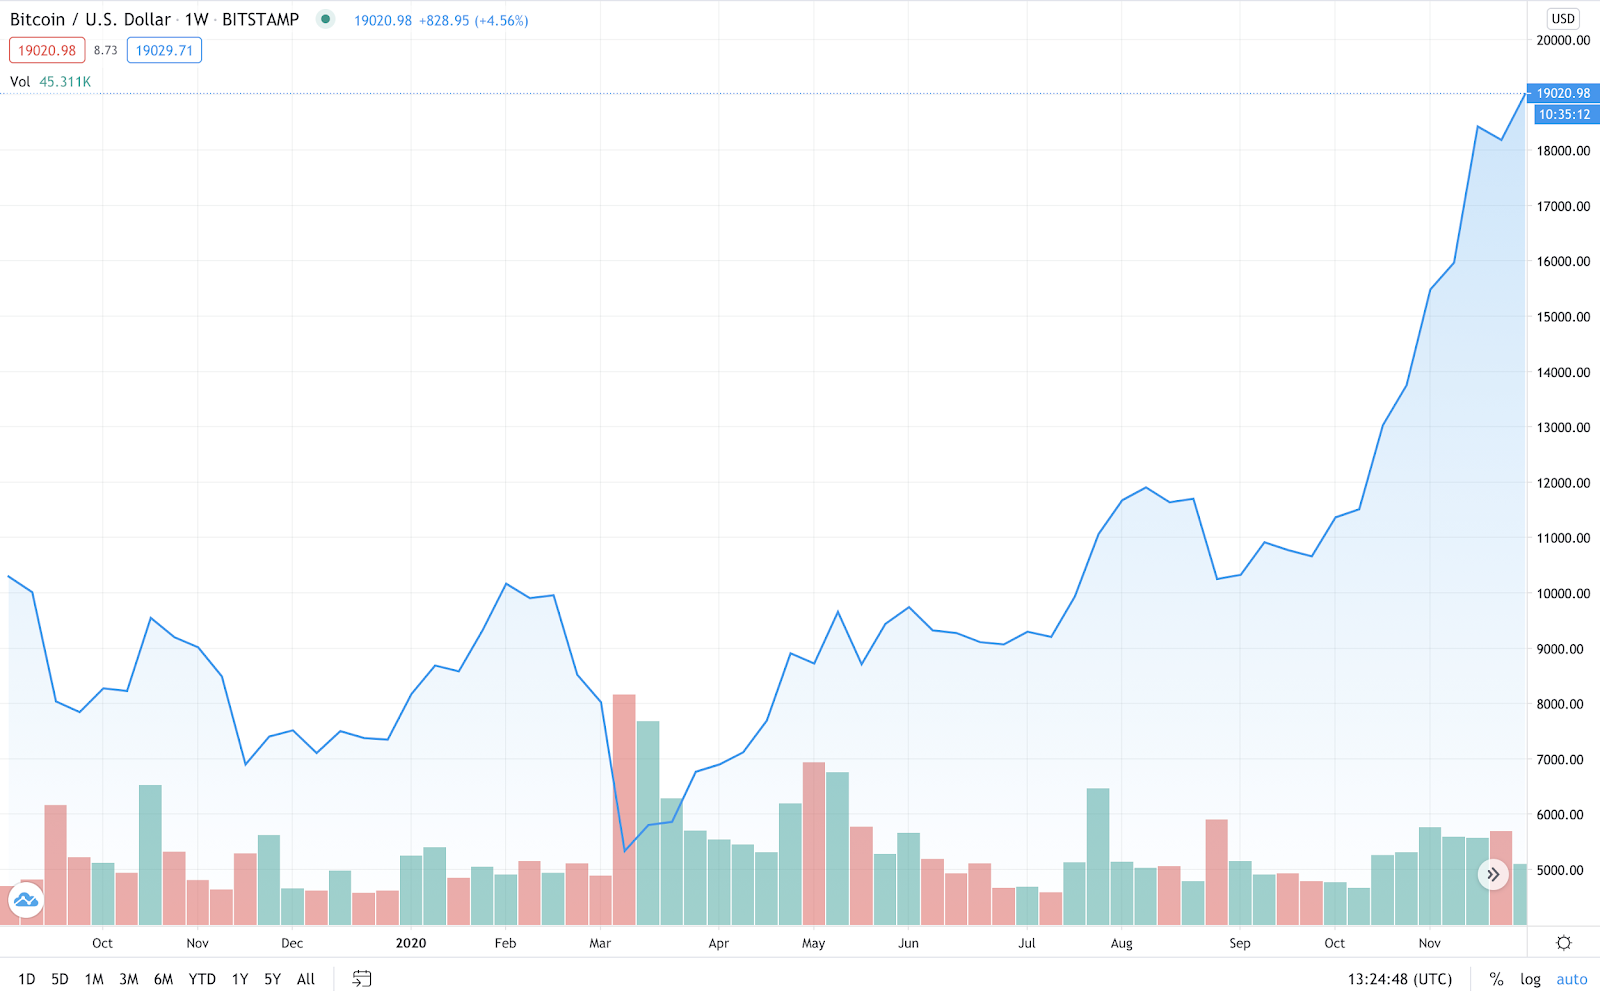 Bitcoin / U.S. Dollar · 1W · BITSTAMP 19020.98 +828.95 (+4.56%)
19020.98 8.73 19029.71
Vol 45.311K
USD
20000.00
19020.98
10:35:12
18000.00
17000.00
16000.00
15000.00
14000.00
13000.00
12000.00
11000.00
10000.00
9000.00
8000.00
7000.00
6000.00
5000.00
Oct Nov Dec 2020 Feb Mar Apr May Jun Jul Aug Sep Oct Nov
1D 5D 1M 3M 6M YTD 1Y 5Y All 13:24:48 (UTC) % log auto